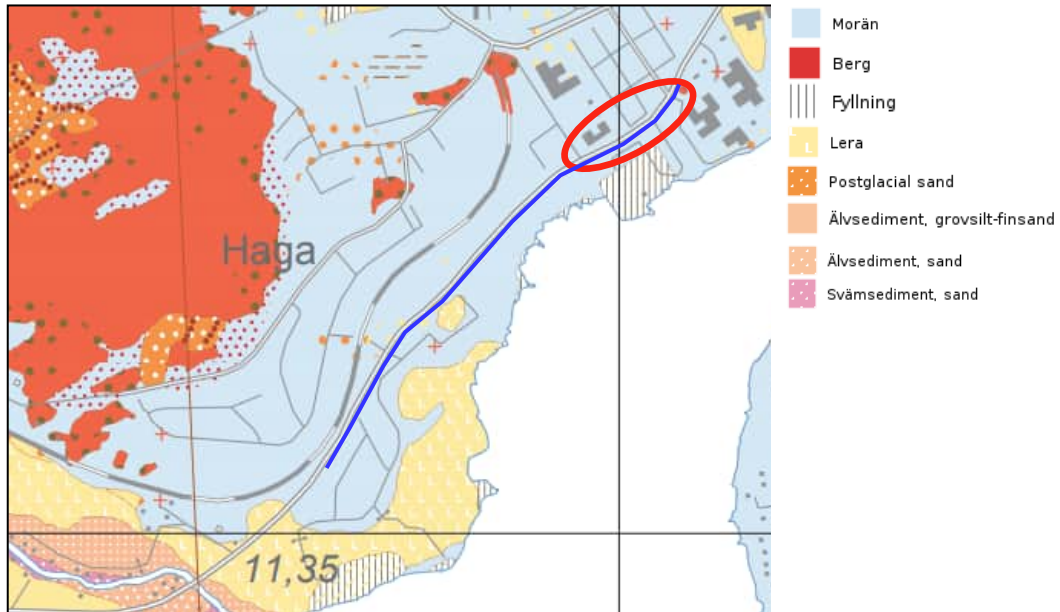 Haga
11,35
Morän
Berg
Fyllning
Lera
Postglacial sand
Älvsediment, grovsilt-finsand
Älvsediment, sand
Svämsediment, sand